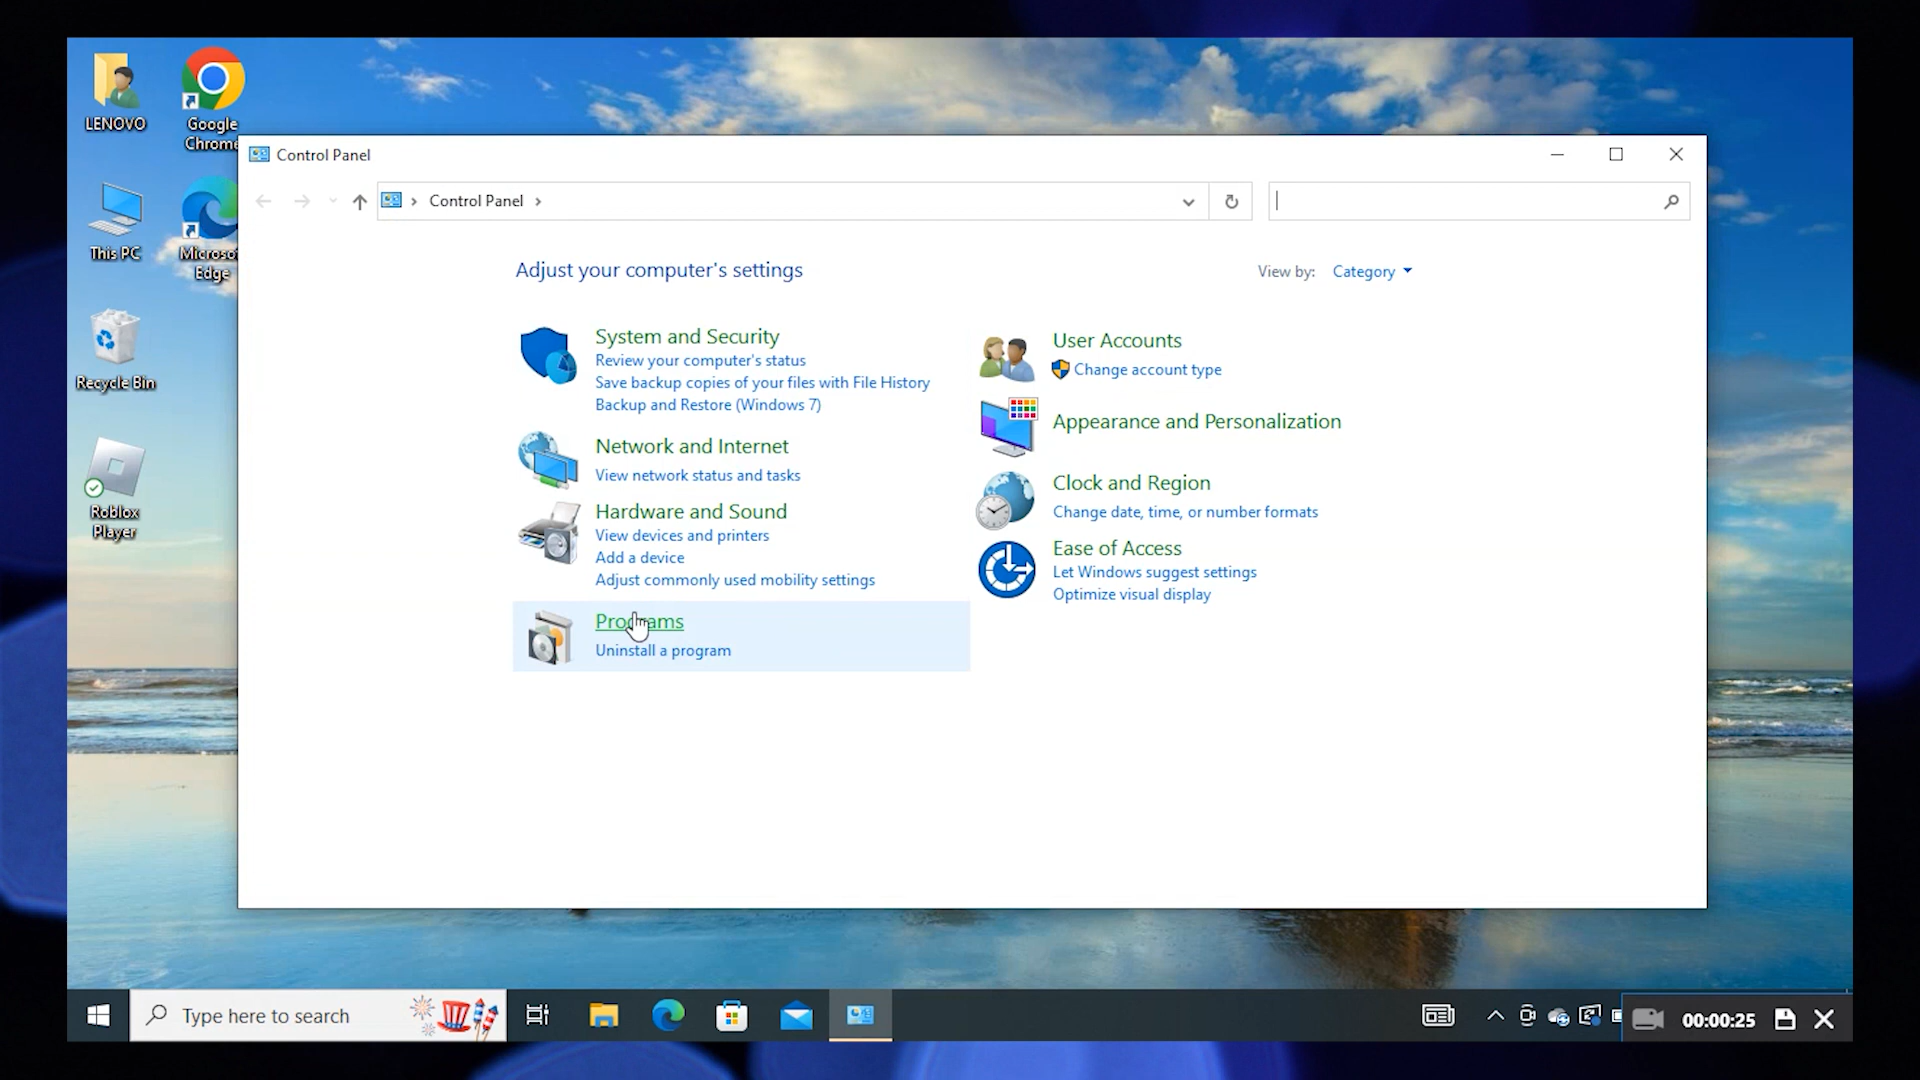 LENOVO
Google
Chrome
This PC
Microsof
Edge
Recycle Bin
Roblox
Player
Control Panel
Control Panel
Adjust your computer's settings
View by: Category
System and Security
Review your computer's status
Save backup copies of your files with File History
Backup and Restore (Windows 7)
Network and Internet
View network status and tasks
Hardware and Sound
View devices and printers
Add a device
Adjust commonly used mobility settings
Programs
Uninstall a program
User Accounts
Change account type
Appearance and Personalization
Clock and Region
Change date, time, or number formats
Ease of Access
Let Windows suggest settings
Optimize visual display
Type here to search
00:00:25